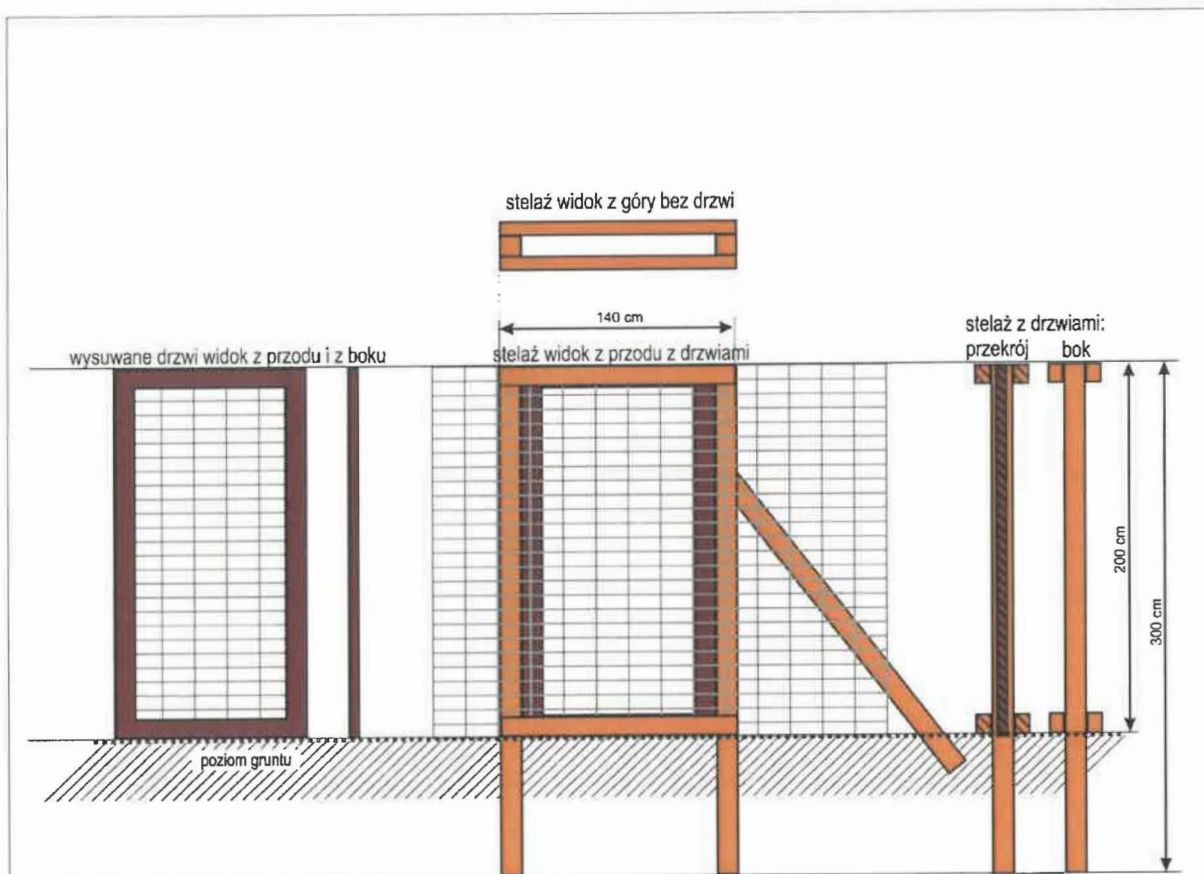 stelaż widok z góry bez drzwi
140 cm
stelaż z drzwiami:
przekrój bok
wysuwane drzwi widok z przodu i z boku
stelaż widok z przodu z drzwiami
200 cm
300 cm
poziom gruntu